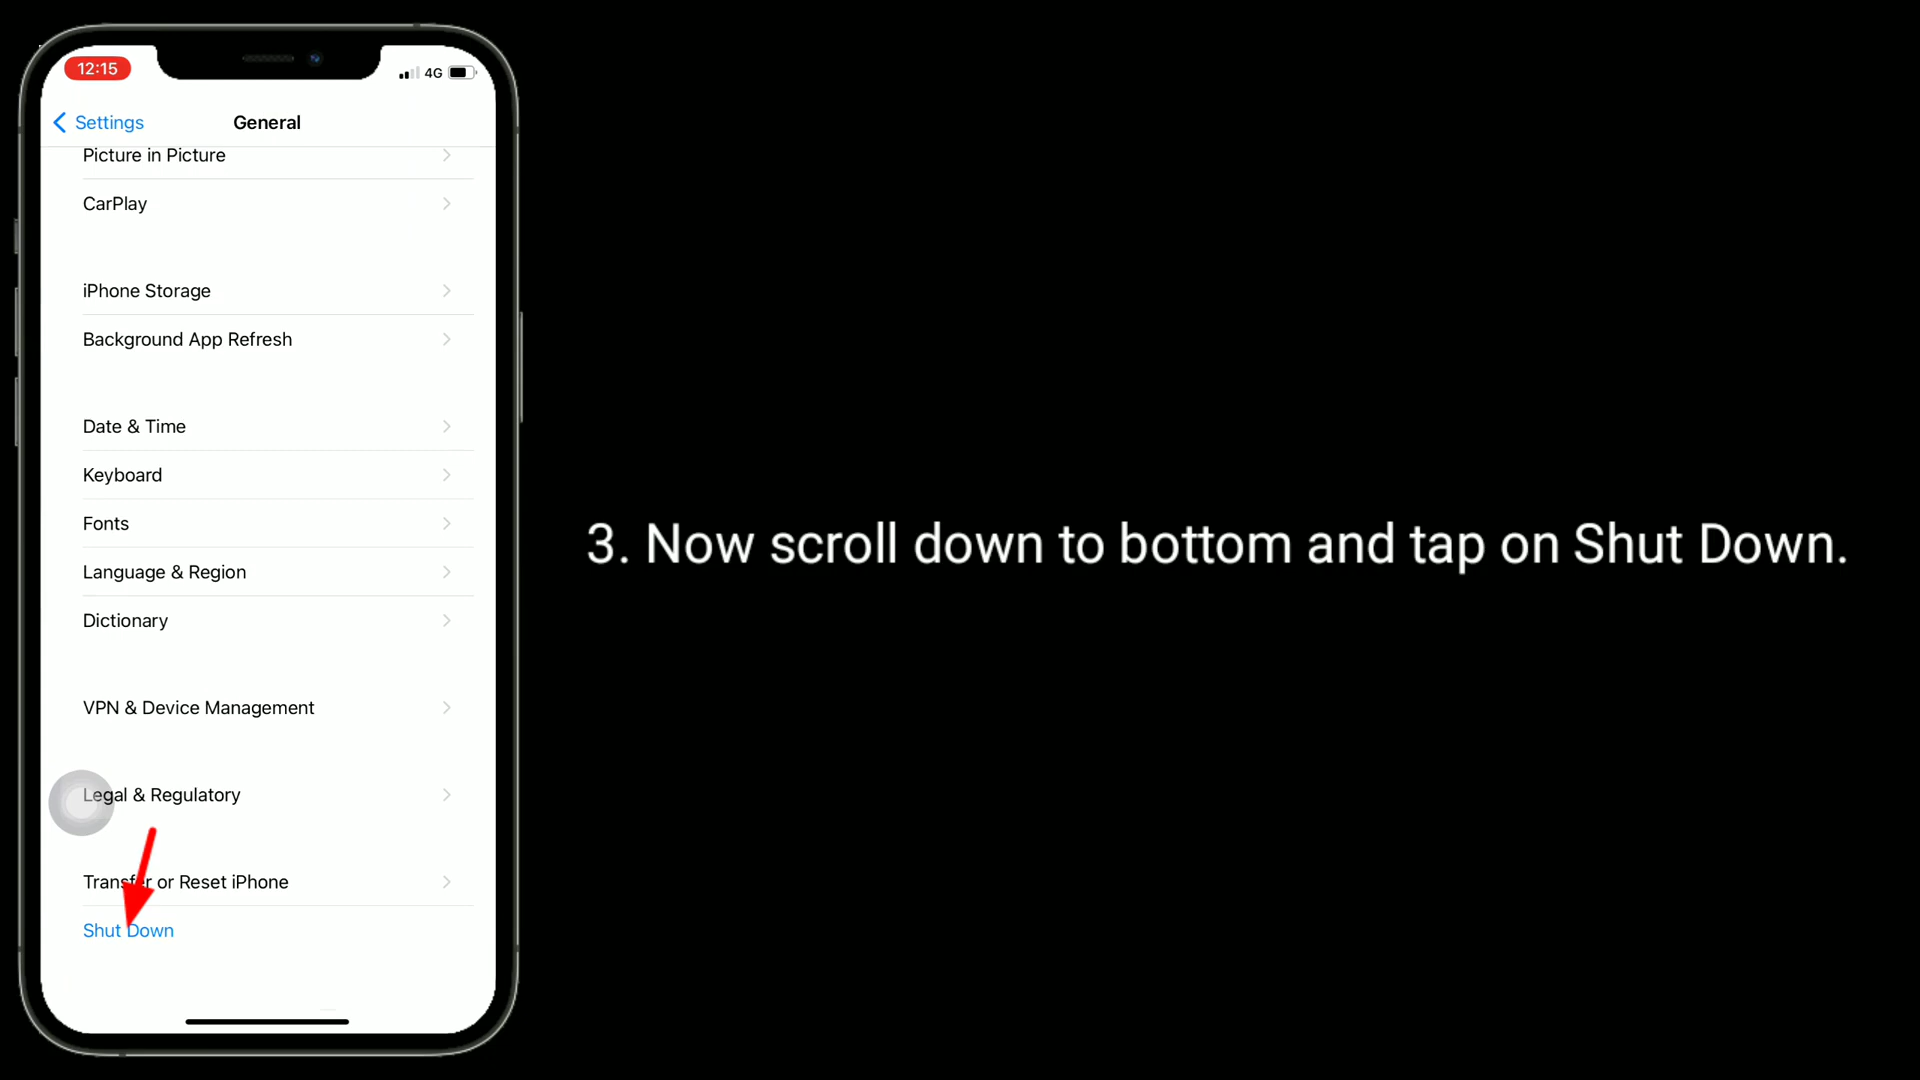 12:15
4G
Settings
General
Picture in Picture
CarPlay
iPhone Storage
Background App Refresh
Date & Time
Keyboard
Fonts
Language & Region
Dictionary
VPN & Device Management
Legal & Regulatory
Transfer or Reset iPhone
Shut Down
3. Now scroll down to bottom and tap on Shut Down.